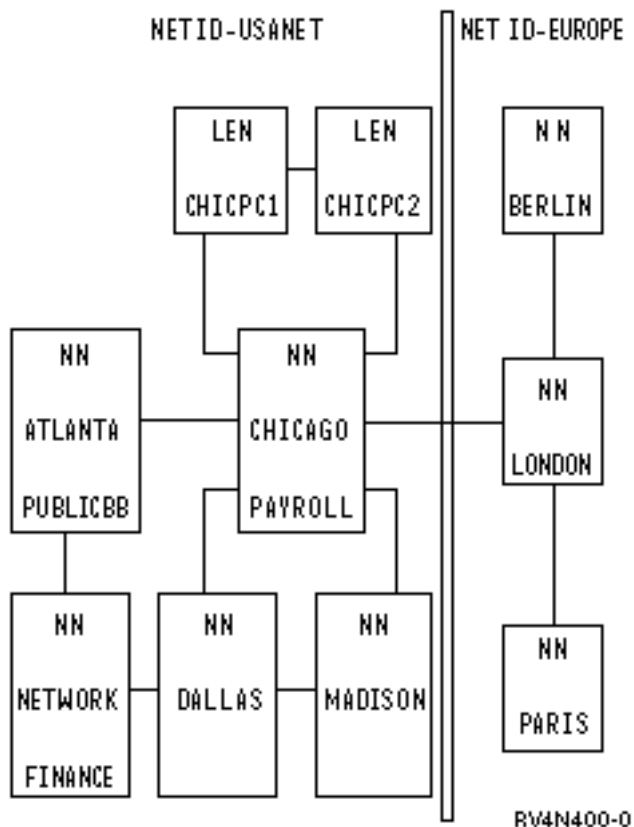 NETID-USANET
NET ID-EUROPE
LEN
CHICPC1
LEN
CHICPC2
NN
BERLIN
NN
ATLANTA
PUBLICBB
NN
CHICAGO
PAYROLL
NN
LONDON
NN
NETWORK
FINANCE
NN
DALLAS
NN
MADISON
NN
PARIS
RV4N400-0